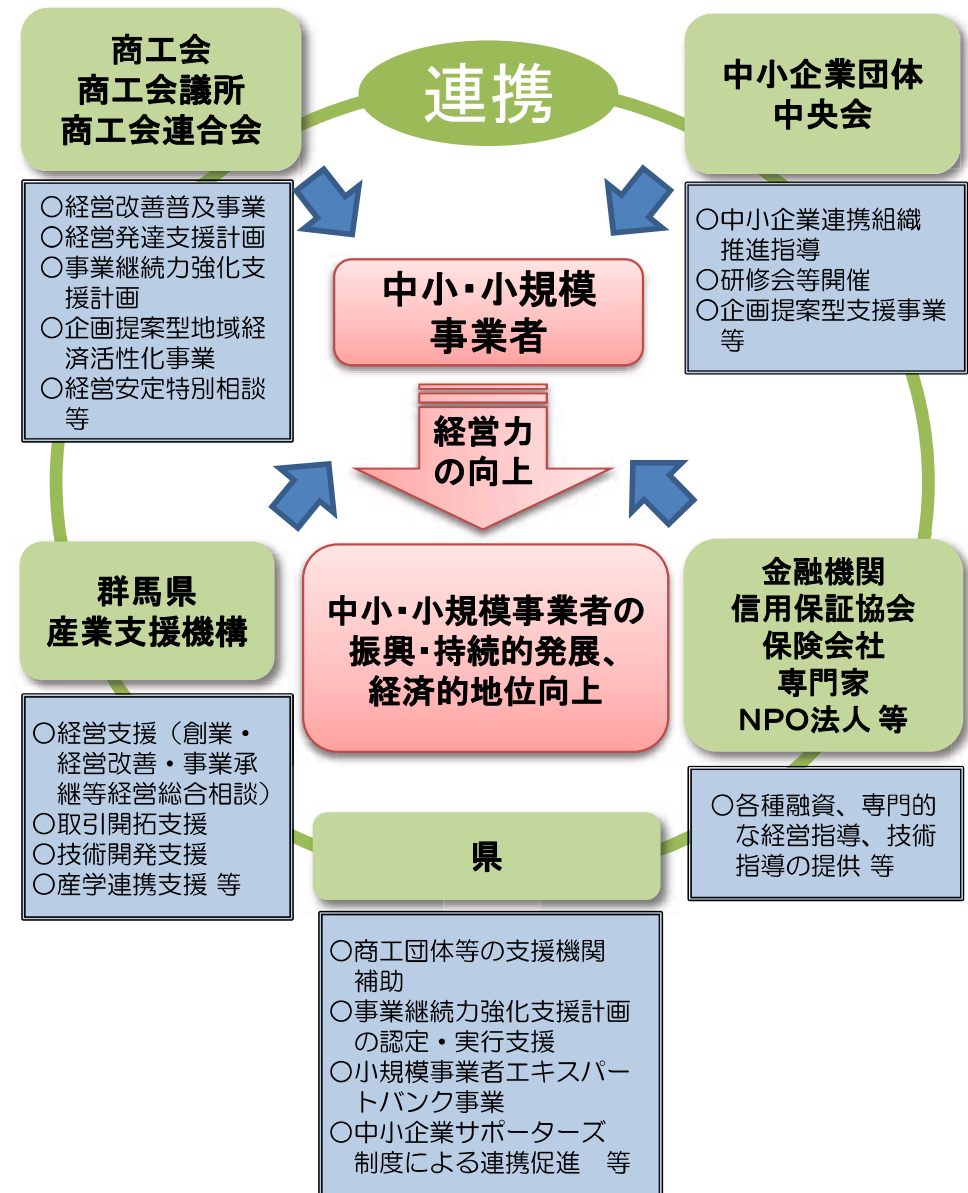 商工会
商工会議所
商工会連合会
連携
中小企業団体
中央会
○経営改善普及事業
○経営発達支援計画
○事業継続力強化支
援計画
○企画提案型地域経
済活性化事業
○経営安定特別相談
等
○中小企業連携組織
推進指導
○研修会等開催
○企画提案型支援事業
等
中小・小規模
事業者
経営力
の向上
群馬県
産業支援機構
中小・小規模事業者の
振興・持続的発展、
経済的地位向上
金融機関
信用保証協会
保険会社
専門家
NPO法人 等
○経営支援（創業・
経営改善・事業承
継等経営総合相談）
○取引開拓支援
○技術開発支援
○産学連携支援 等
○各種融資、専門的
な経営指導、技術
指導の提供 等
県
○商工団体等の支援機関
補助
○事業継続力強化支援計画
の認定・実行支援
○小規模事業者エキスパー
トバンク事業
○中小企業サポーターズ
制度による連携促進　等